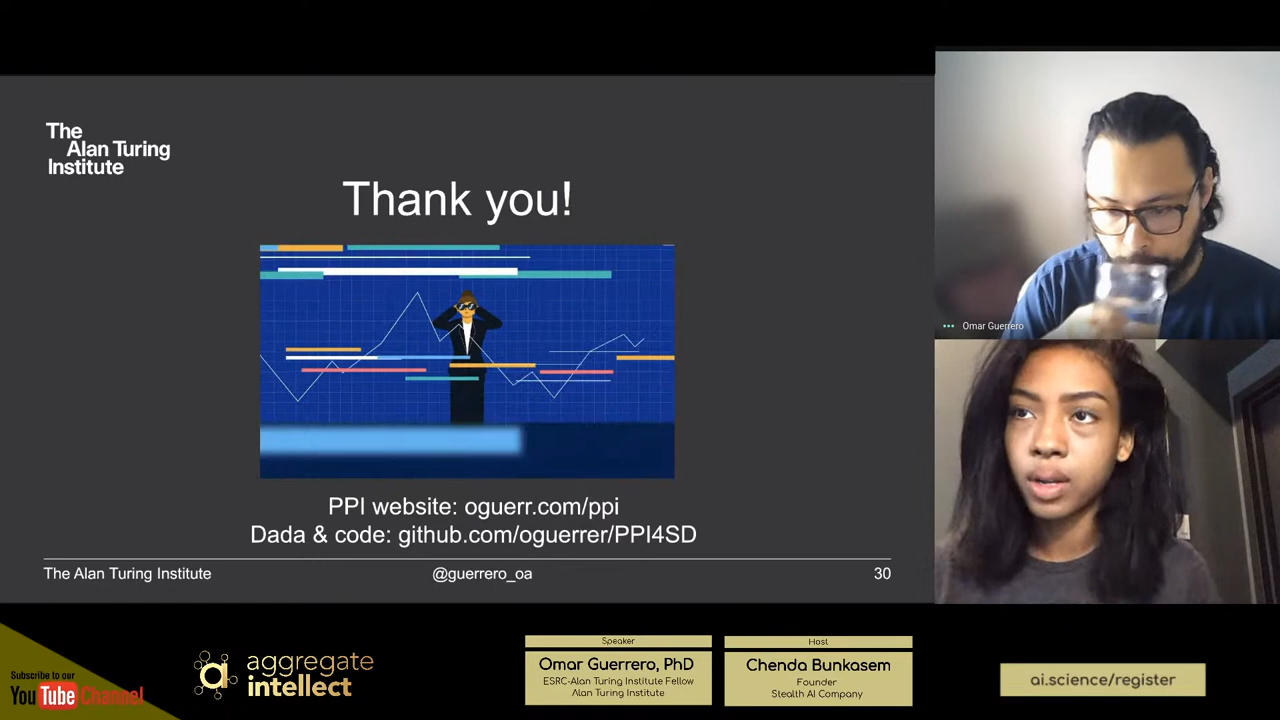 The
Alan Turing
Institute
Thank you!
PPI website: oguerr.com/ppi
Dada & code: github.com/oguerrer/PPI4SD
The Alan Turing Institute
@guerrero_oa
30
Omar Guerrero
Subscribe to our
YouTube Channel
a
aggregate
intellect
Speaker
Omar Guerrero, PhD
ESRC-Alan Turing Institute Fellow
Alan Turing Institute
Host
Chenda Bunkasem
Founder
Stealth AI Company
ai.science/register